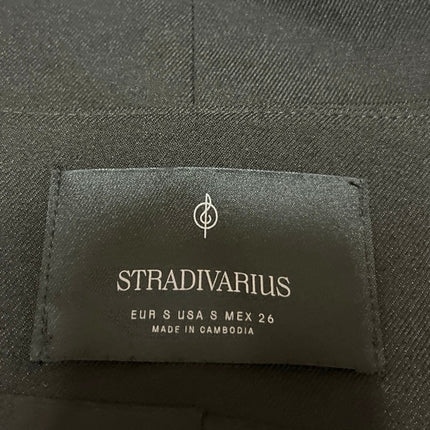 STRADIVARIUS
EUR S USA S MEX 26
MADE IN CAMBODIA